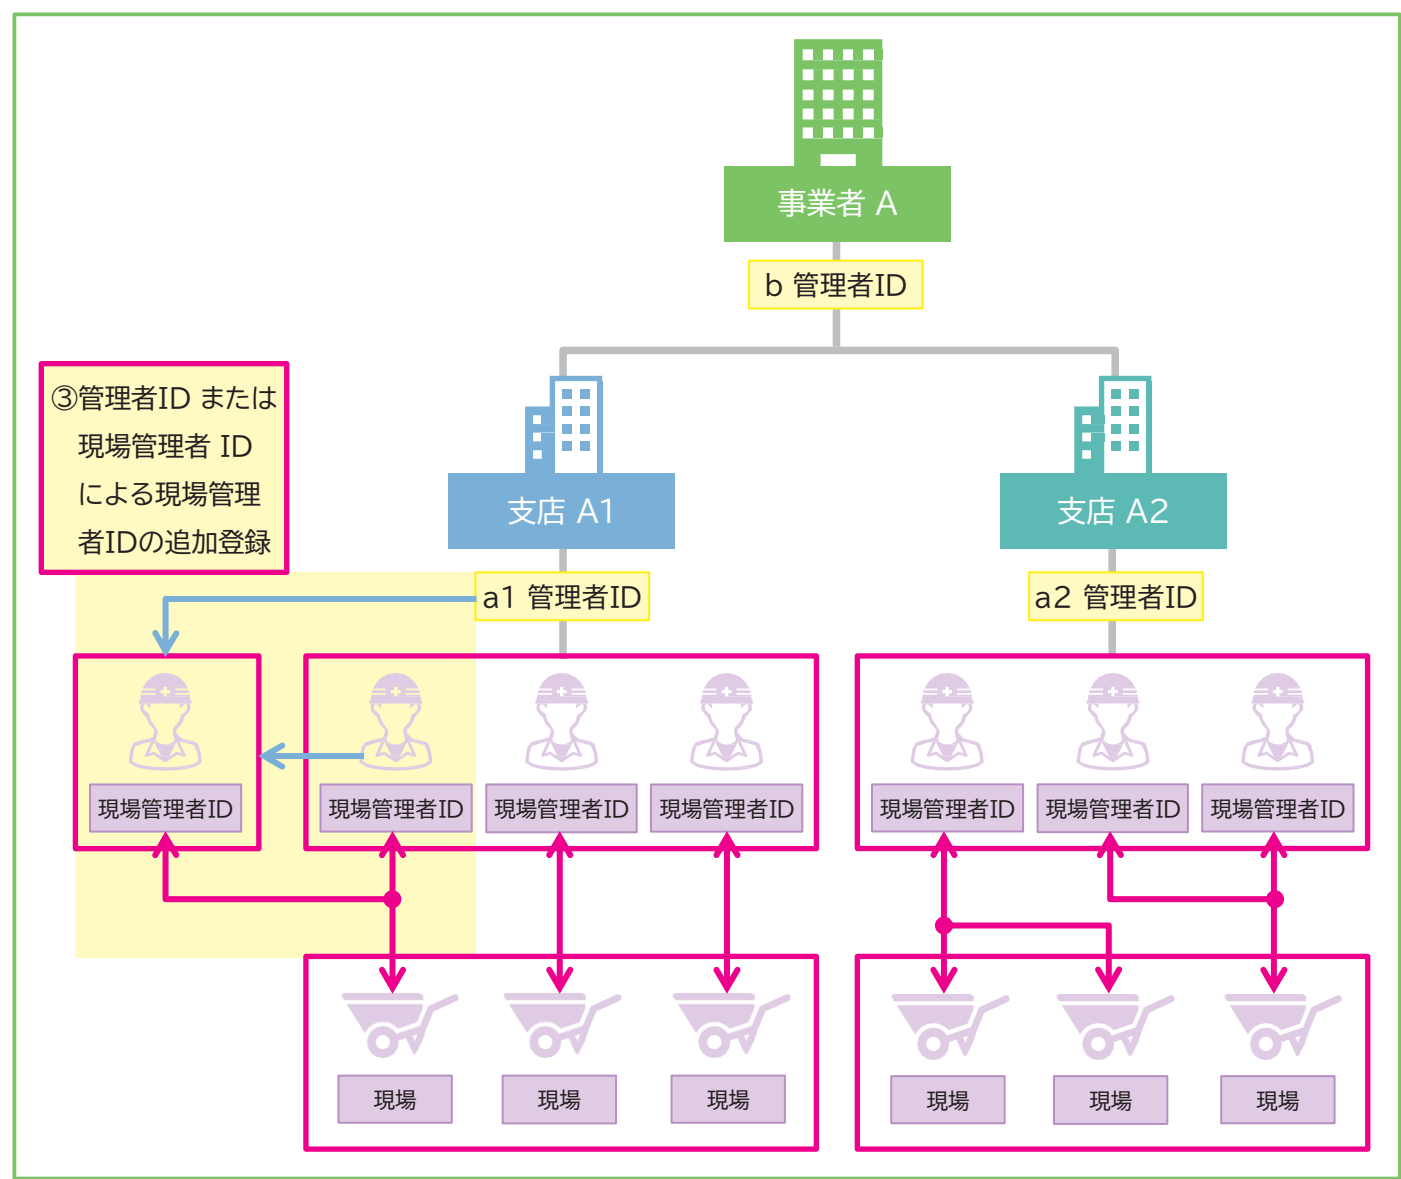 事業者 A
b 管理者ID
③管理者ID または
現場管理者 ID
による現場管理
者IDの追加登録
支店 A1
支店 A2
a1 管理者ID
a2 管理者ID
現場管理者ID
現場管理者ID
現場管理者ID
現場管理者ID
現場管理者ID
現場管理者ID
現場管理者ID
現場
現場
現場
現場
現場
現場